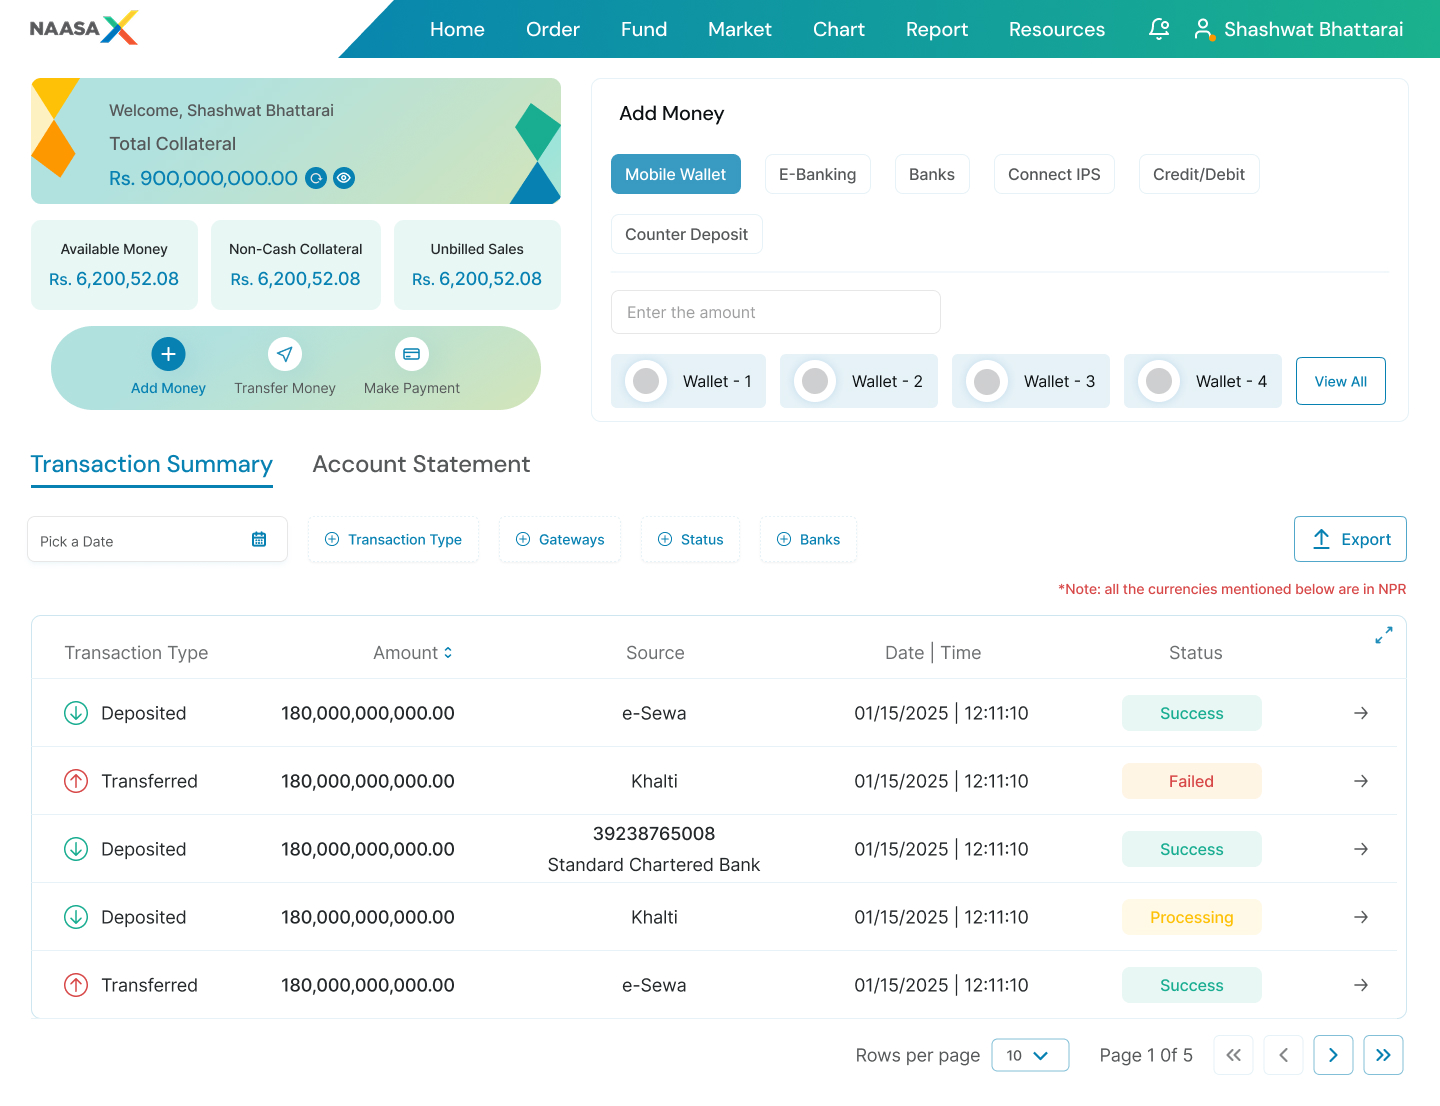 NAASA X
Home Order Fund Market Chart Report Resources Shashwat Bhattarai
Welcome, Shashwat Bhattarai
Total Collateral
Rs. 900,000,000.00
Available Money
Rs. 6,200,52.08
Non-Cash Collateral
Rs. 6,200,52.08
Unbilled Sales
Rs. 6,200,52.08
Add Money
Transfer Money
Make Payment
Add Money
Mobile Wallet E-Banking Banks Connect IPS Credit/Debit
Counter Deposit
Enter the amount
Wallet - 1 Wallet - 2 Wallet - 3 Wallet - 4 View All
Transaction Summary Account Statement
Pick a Date Transaction Type Gateways Status Banks Export
*Note: all the currencies mentioned below are in NPR
Transaction Type Amount Source Date | Time Status
Deposited 180,000,000,000.00 e-Sewa 01/15/2025 | 12:11:10 Success
Transferred 180,000,000,000.00 Khalti 01/15/2025 | 12:11:10 Failed
39238765008
Deposited 180,000,000,000.00 Standard Chartered Bank 01/15/2025 | 12:11:10 Success
Deposited 180,000,000,000.00 Khalti 01/15/2025 | 12:11:10 Processing
Transferred 180,000,000,000.00 e-Sewa 01/15/2025 | 12:11:10 Success
Rows per page 10 Page 1 0f 5